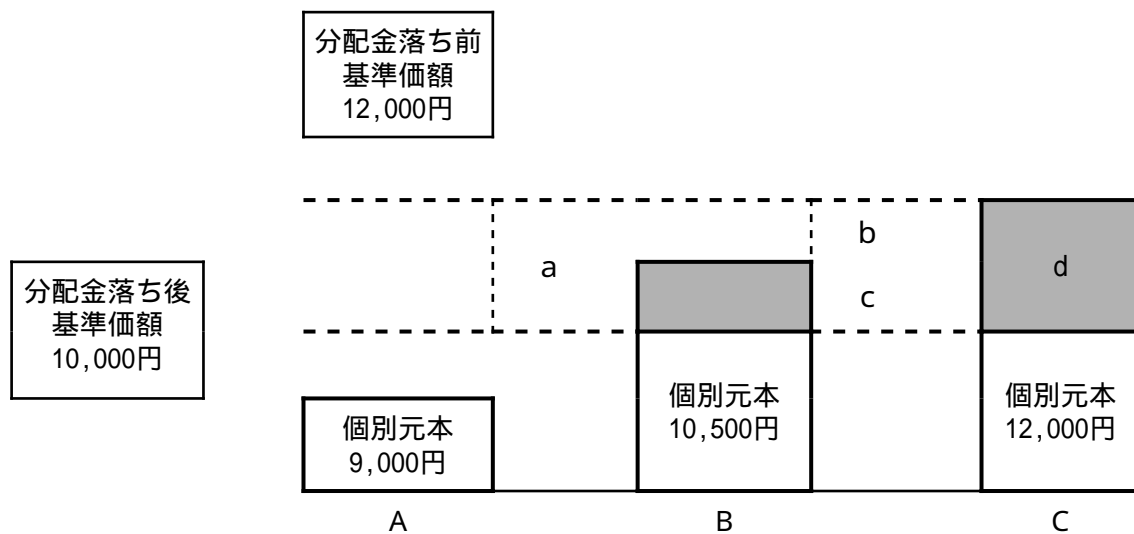 分配金落ち前
基準価額
12,000円
b
a
d
c
分配金落ち後
基準価額
10,000円
個別元本
9,000円
個別元本
10,500円
個別元本
12,000円
A
B
C